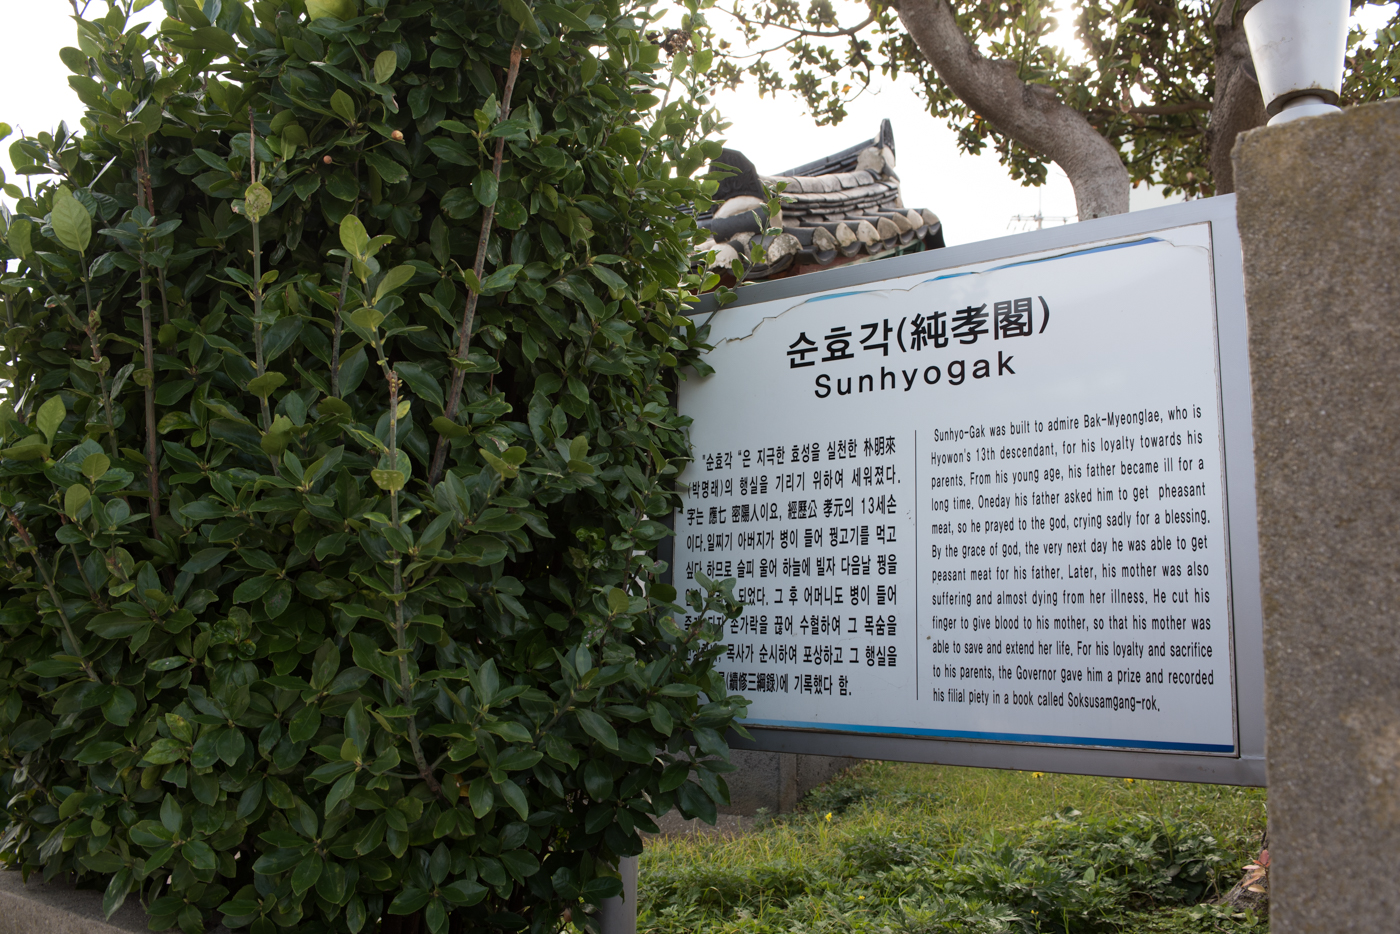 순효각(純孝閣)
Sunhyogak
"순효각 "은 지극한 효성을 실천한 朴明來
(박명래)의 행실을 기리기 위하여 세워졌다.
字는 應七 密陽人이요, 經歷公 孝元의 13세손
이다.일찌기 아버지가 병이 들어 꿩고기를 먹고
싶다 하므로 슬피 울어 하늘에 빌자 다음날 꿩을
되었다. 그 후 어머니도 병이 들어
손가락을 끊어 수혈하여 그 목숨을
목사가 순시하여 포상하고 그 행실을
(續修三綱錄)에 기록했다 함.
Sunhyo-Gak was built to admire Bak-Myeonglae, who is
Hyowon's 13th descendant, for his loyalty towards his
parents. From his young age, his father became ill for a
long time. Oneday his father asked him to get pheasant
meat, so he prayed to the god, crying sadly for a blessing.
By the grace of god, the very next day he was able to get
peasant meat for his father. Later, his mother was also
suffering and almost dying from her illness. He cut his
finger to give blood to his mother, so that his mother was
able to save and extend her life. For his loyalty and sacrifice
to his parents, the Governor gave him a prize and recorded
his filial piety in a book called Soksusamgang-rok.